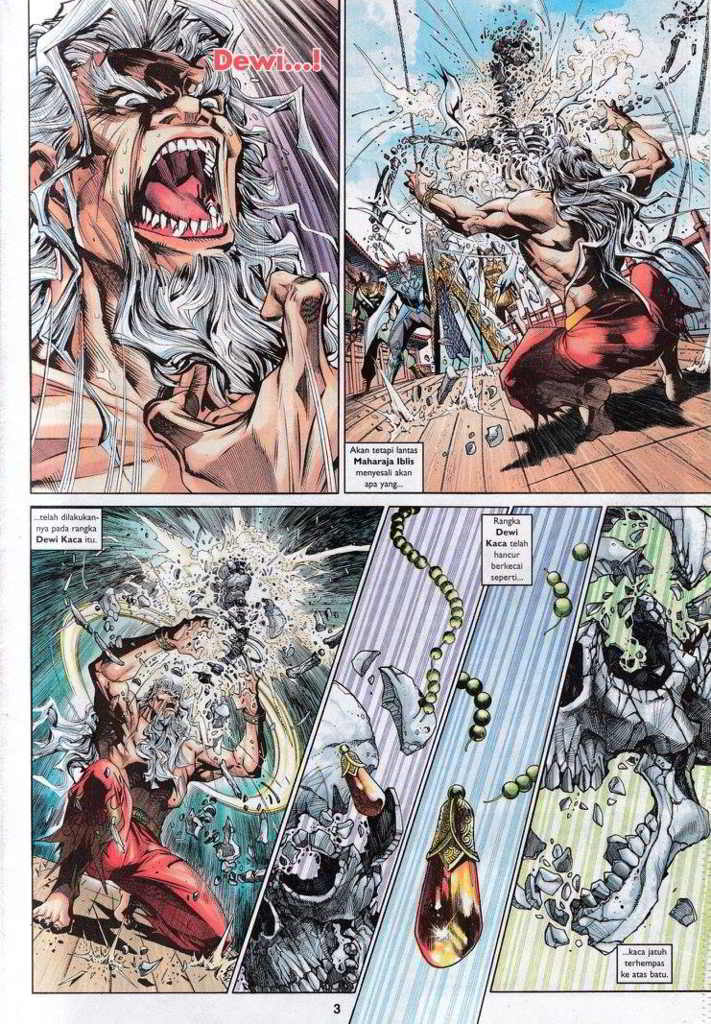 Dewi...!
Akan tetapi lantas
Maharaja Iblis
menyesali akan
apa yang...
...telah dilakukan-
nya pada rangka
Dewi Kaca itu.
Rangka
Dewi
Kaca telah
hancur
berkecai
seperti...
...kaca jatuh
terhempas
ke atas batu.
3